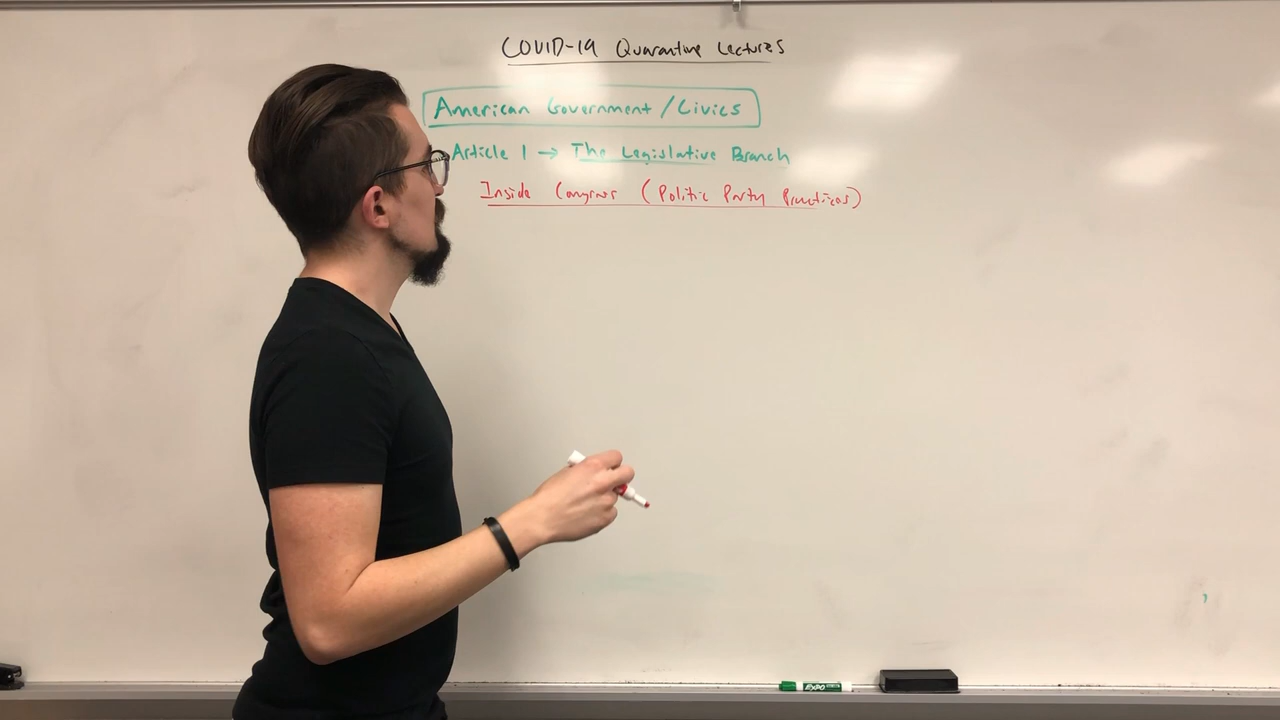 COVID-19 Quarantine Lectures
American Government/Civics
Article 1 → The Legislative Branch
Inside Congress (Politic Party Practices)
EXPO